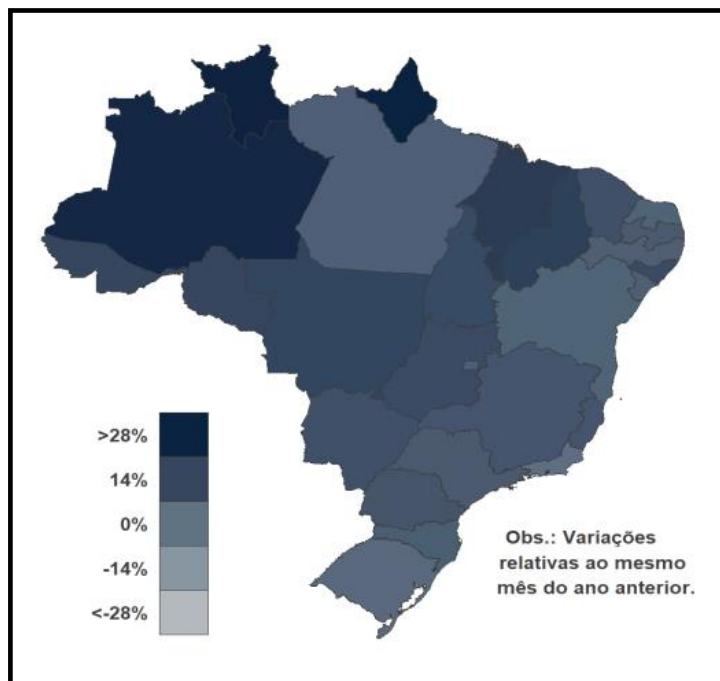 >28%
14%
0%
-14%
<-28%
Obs.: Variações
relativas ao mesmo
mês do ano anterior.